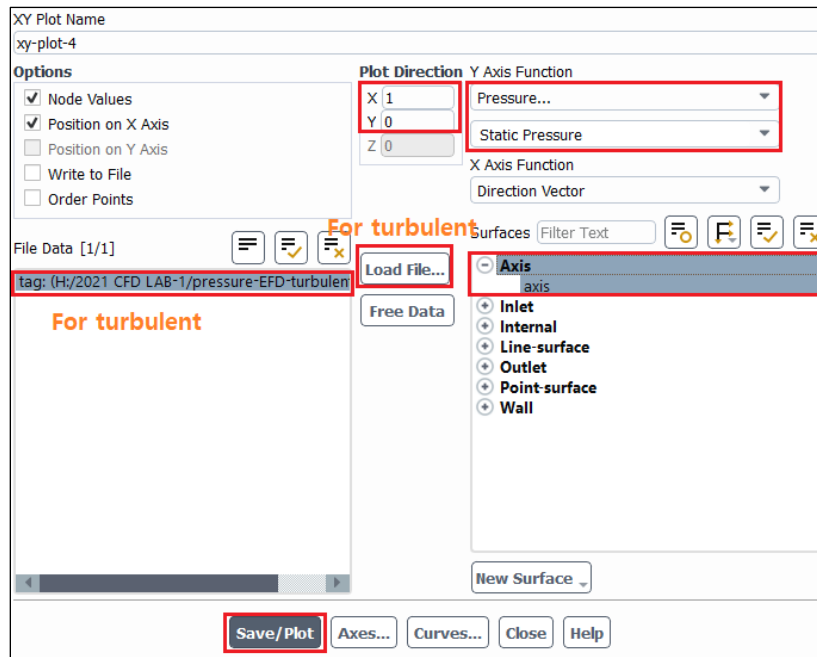 XY Plot Name
xy-plot-4
Options
Node Values
Position on X Axis
Position on Y Axis
Write to File
Order Points
Plot Direction
X 1
Y 0
Z 0
Y Axis Function
Pressure...
Static Pressure
X Axis Function
Direction Vector
File Data [1/1]
tag: (H:/2021 CFD LAB-1/pressure-EFD-turbulent
For turbulent
For turbulent
Load File...
Free Data
Surfaces Filter Text
Axis
axis
Inlet
Internal
Line-surface
Outlet
Point-surface
Wall
New Surface
Save/Plot Axes... Curves... Close Help